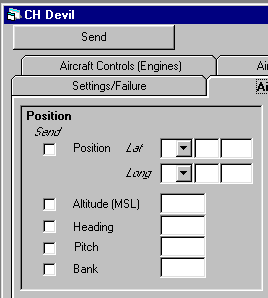 CH Devil
Send
Aircraft Controls (Engines)
Settings/Failure
Position
Send
Position Lat
Long
Altitude (MSL)
Heading
Pitch
Bank